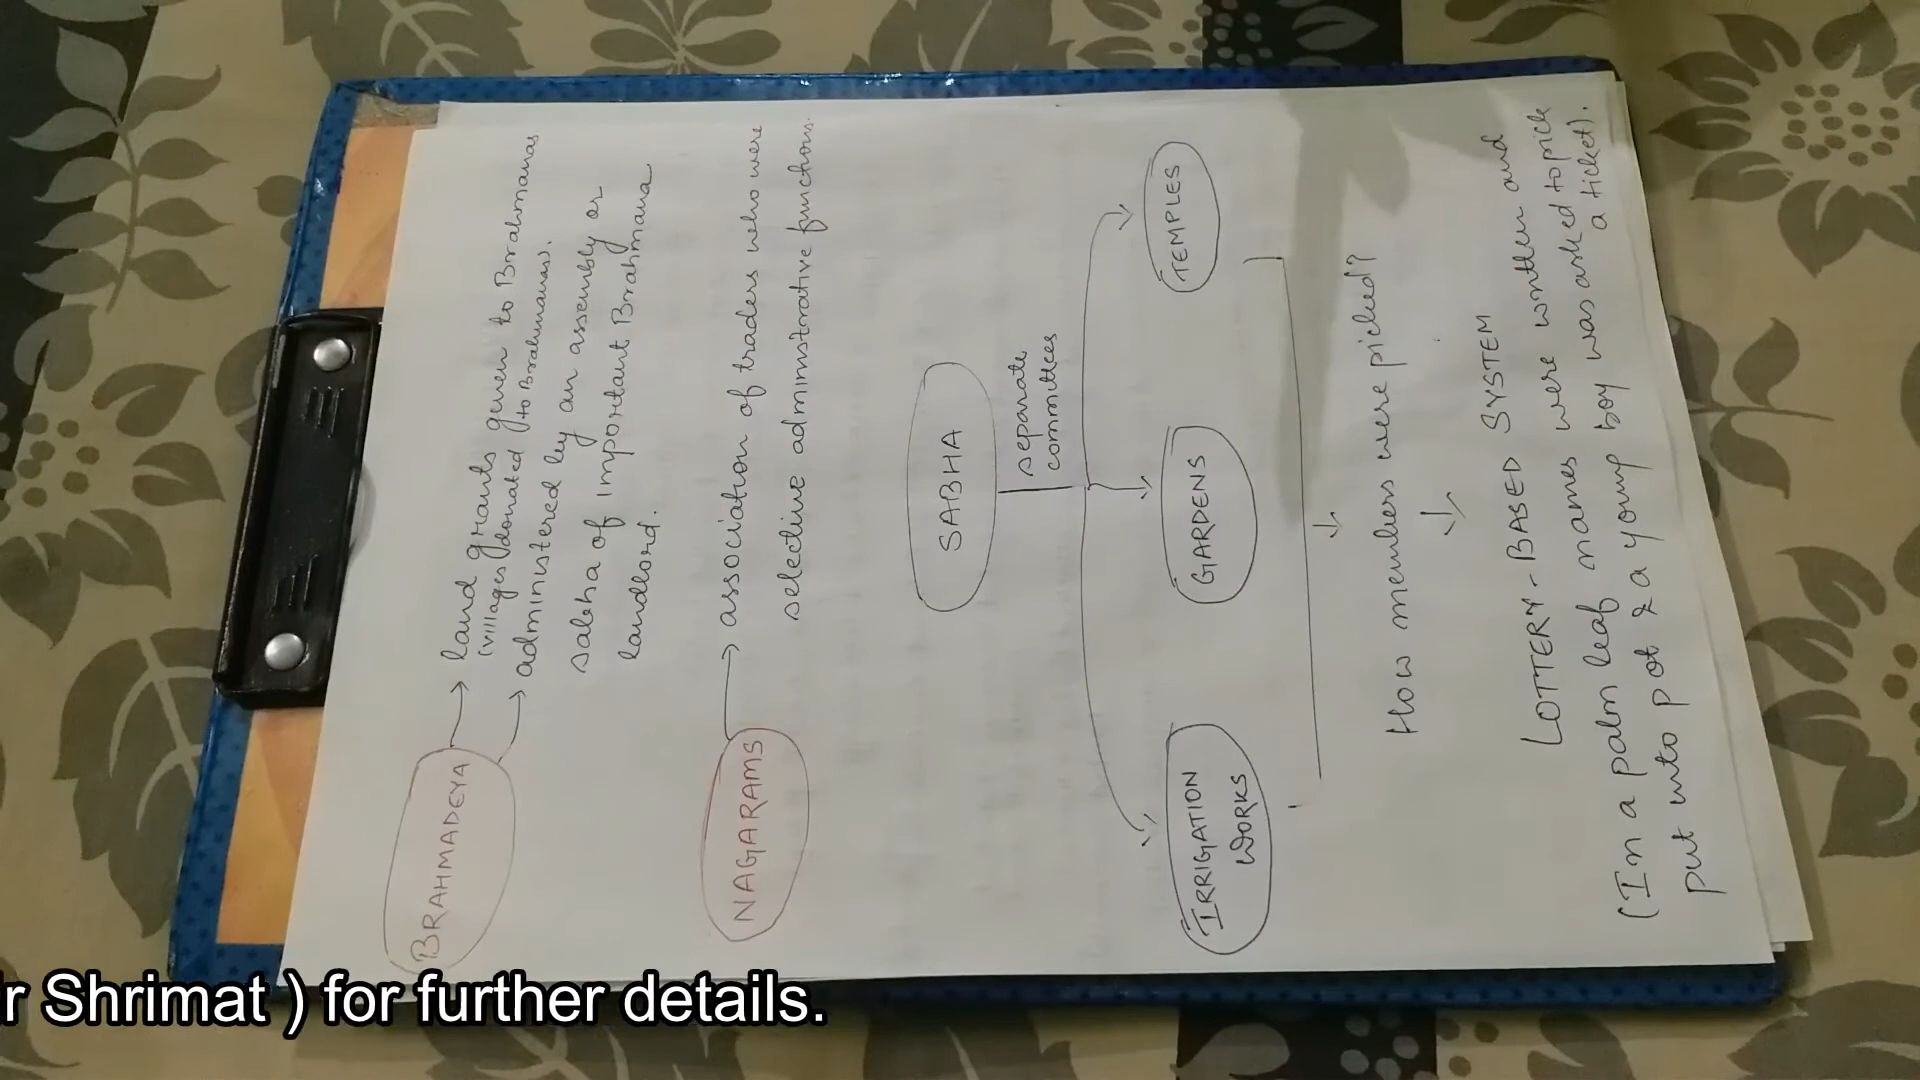 BRAHMADEYA
→ land grants given to Brahmanas.
(villages donated to Brahmanas).
→ administered by an assembly or
sabha of important Brahmana
landlord.
NAGARAMS
→ association of traders who were
selective administrative functions.
SABHA
separate
committees
IRRIGATION
WORKS
GARDENS
TEMPLES
How members were picked?
LOTTERY-BASED SYSTEM
(In a palm leaf names were written and
put into pot & a young boy was asked to pick
a ticket).
r Shrimat ) for further details.